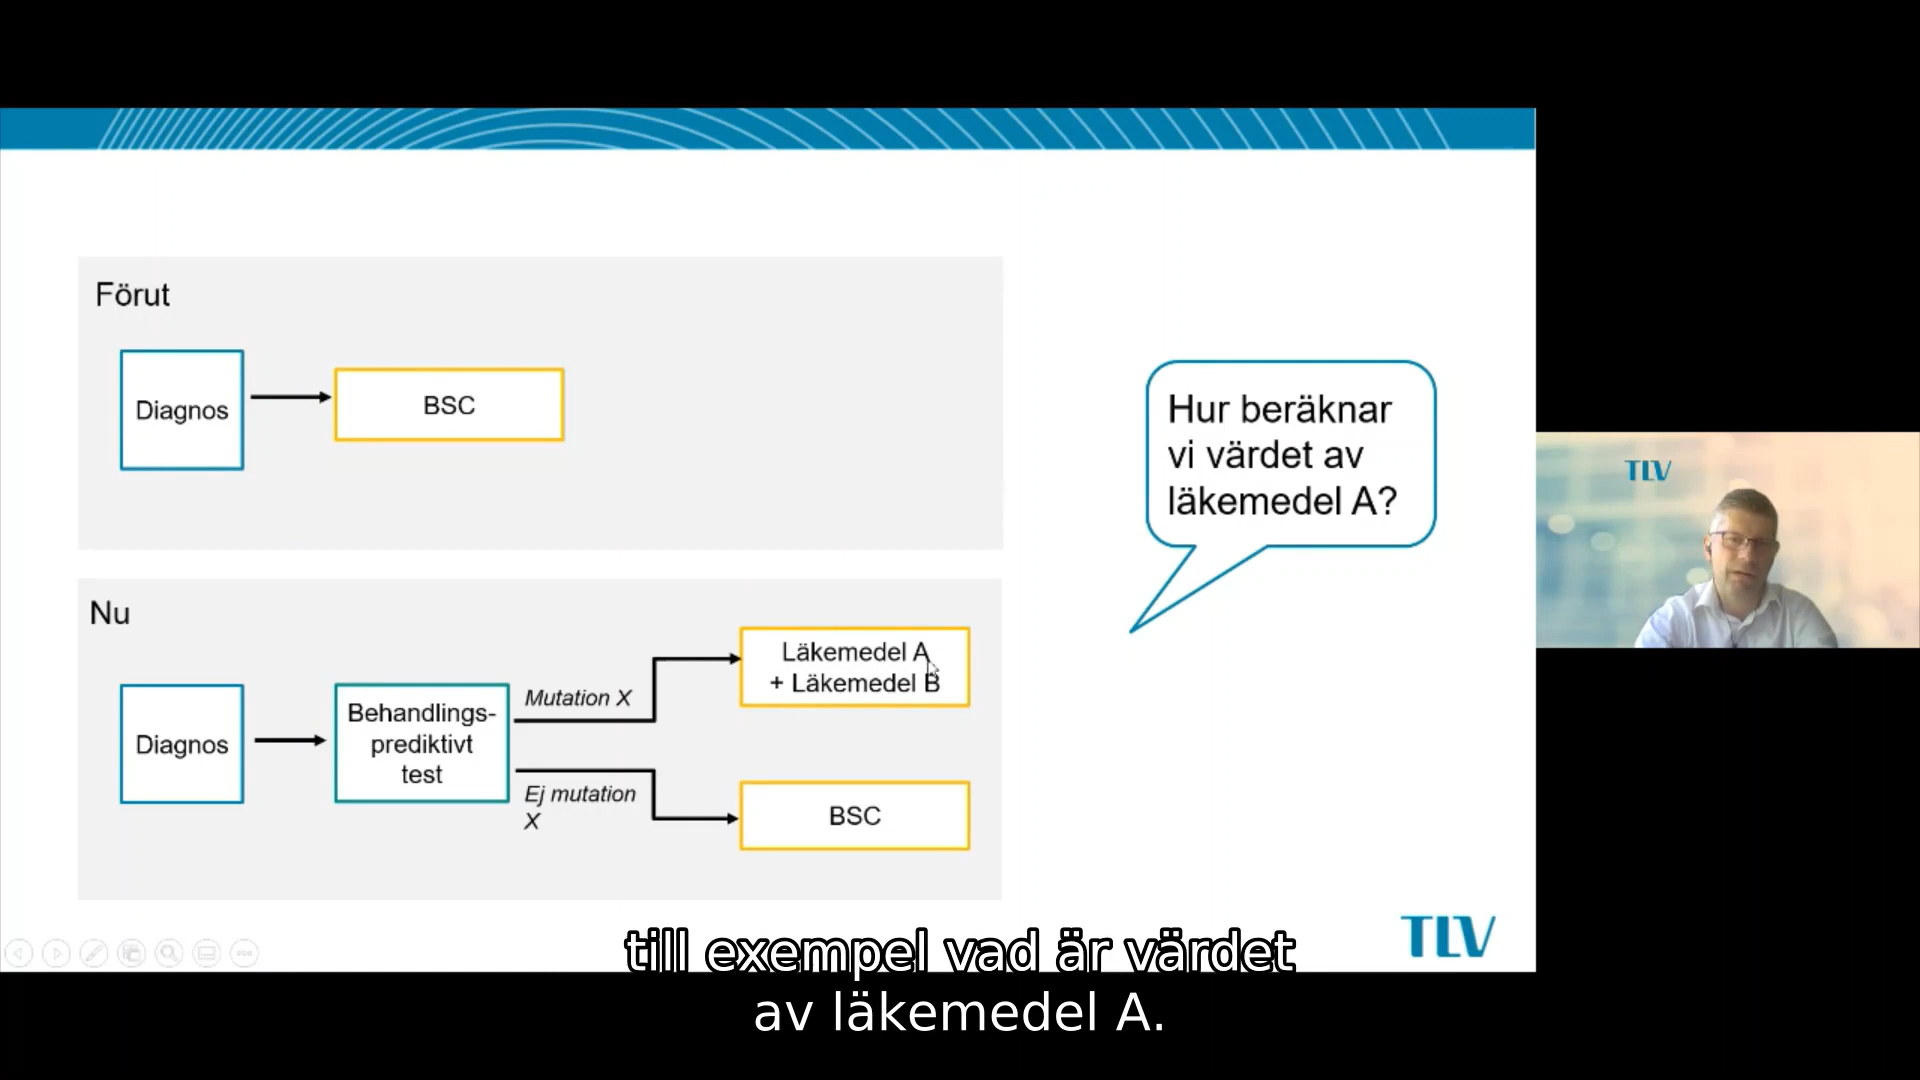 Förut
Diagnos
BSC
Hur beräknar
vi värdet av
läkemedel A?
TLV
Nu
Diagnos
Behandlings-
prediktivt
test
Mutation X
Ej mutation
X
Läkemedel A
+ Läkemedel B
BSC
TLV
till exempel vad är värdet
av läkemedel A.